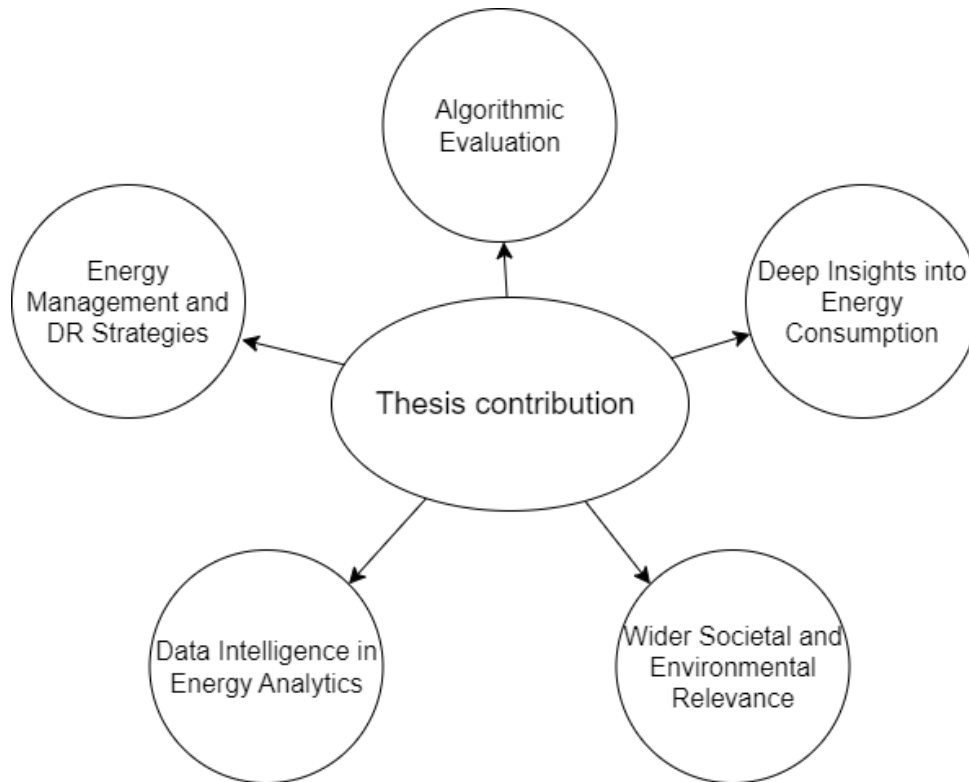 Algorithmic
Evaluation
Energy
Management and
DR Strategies
Deep Insights into
Energy
Consumption
Thesis contribution
Data Intelligence in
Energy Analytics
Wider Societal and
Environmental
Relevance